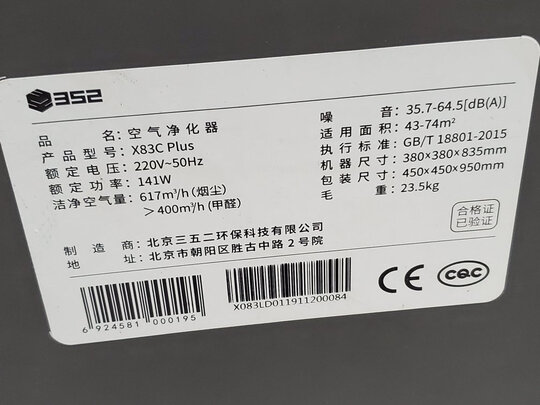 352
品名：空气净化器
产品型号：X83C Plus
额定电压：220V~50Hz
额定功率：141W
洁净空气量：617m³/h (烟尘)
＞400m³/h (甲醛)
制造商：北京三五二环保科技有限公司
地址：北京市朝阳区胜古中路2号院
噪音：35.7-64.5[dB(A)]
适用面积：43-74m²
执行标准：GB/T 18801-2015
机器尺寸：380×380×835mm
包装尺寸：450×450×950mm
毛重：23.5kg
合格证
已验证
6 924581 000195
X083LD011911200084
CE
CQC